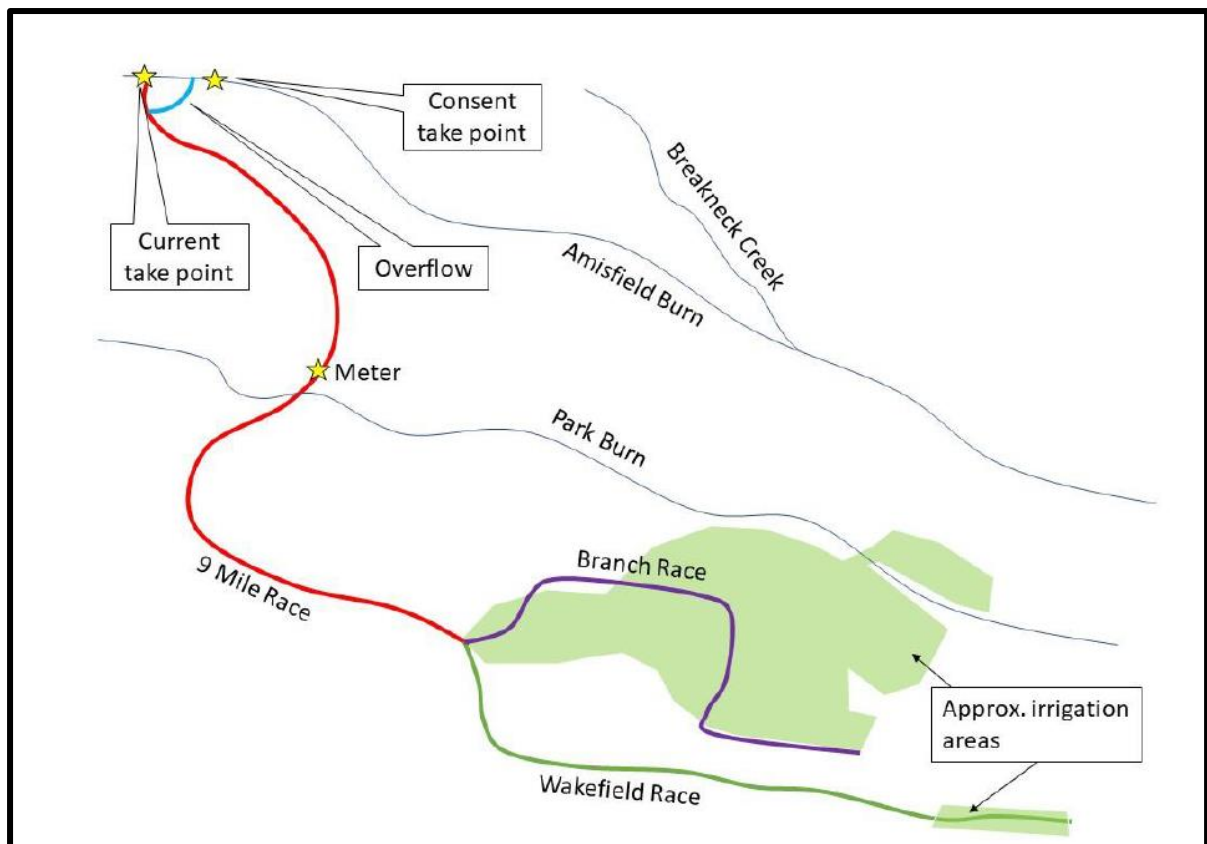 Consent
take point
Breakneck Creek
Current
take point
Overflow
Amisfield Burn
Meter
Park Burn
Branch Race
9 Mile Race
Approx. irrigation
areas
Wakefield Race